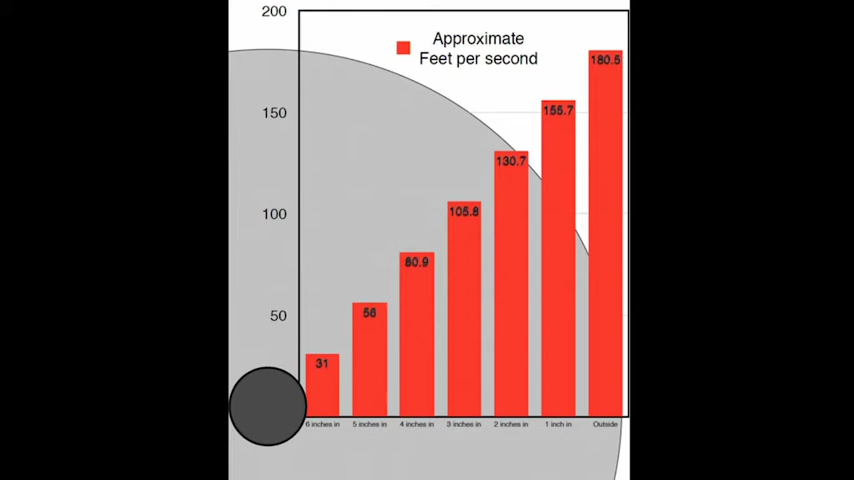 200
Approximate
Feet per second
180.5
150
155.7
130.7
100
105.8
80.9
50
56
31
6 inches in
5 inches in
4 inches in
3 inches in
2 inches in
1 inch in
Outside